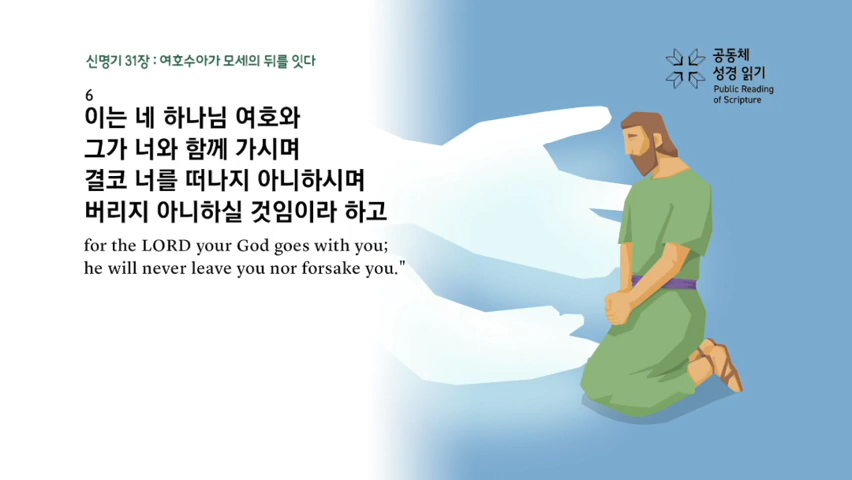 신명기 31장 : 여호수아가 모세의 뒤를 잇다
공동체
성경 읽기
Public Reading
of Scripture
6
이는 네 하나님 여호와
그가 너와 함께 가시며
결코 너를 떠나지 아니하시며
버리지 아니하실 것임이라 하고
for the LORD your God goes with you;
he will never leave you nor forsake you."